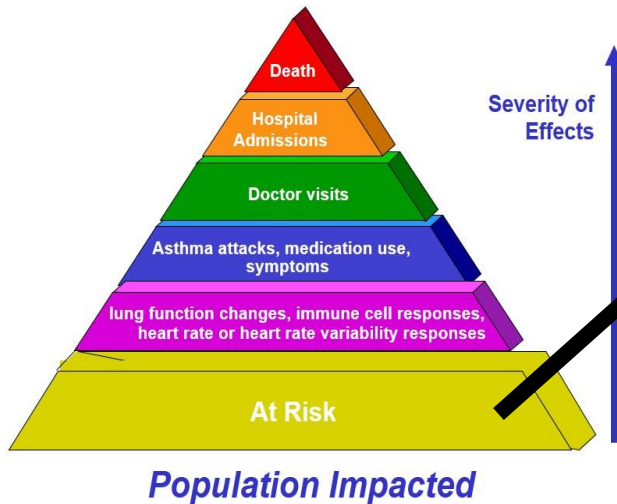 Death
Severity of
Effects
Hospital
Admissions
Doctor visits
Asthma attacks, medication use,
symptoms
lung function changes, immune cell responses,
heart rate or heart rate variability responses
At Risk
Population Impacted